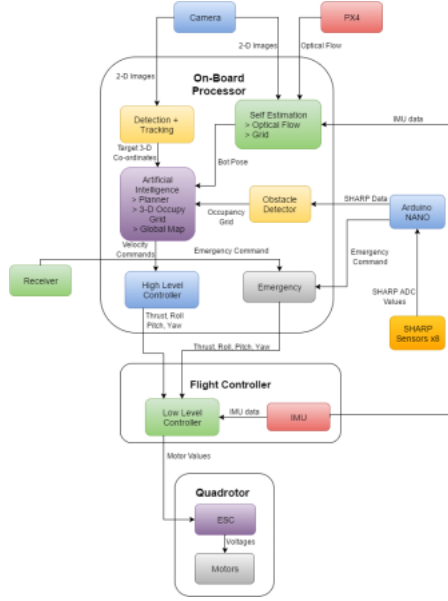 Camera
PX4
2-D Images
Optical Flow
2-D Images
On-Board
Processor
Detection +
Tracking
Self Estimation
> Optical Flow
> Grid
IMU data
Target 3-D
Co-ordinates
Bot Pose
Artificial
Intelligence
> Planner
> 3-D Occupy
Grid
> Global Map
Obstacle
Detector
SHARP Data
Arduino
NANO
Occupancy
Grid
Velocity
Commands
Emergency Command
Emergency
Command
Receiver
High Level
Controller
Emergency
SHARP ADC
Values
SHARP
Sensors x8
Thrust, Roll
Pitch, Yaw
Thrust, Roll, Pitch, Yaw
Flight Controller
Low Level
Controller
IMU data
IMU
Motor Values
Quadrotor
ESC
Voltages
Motors